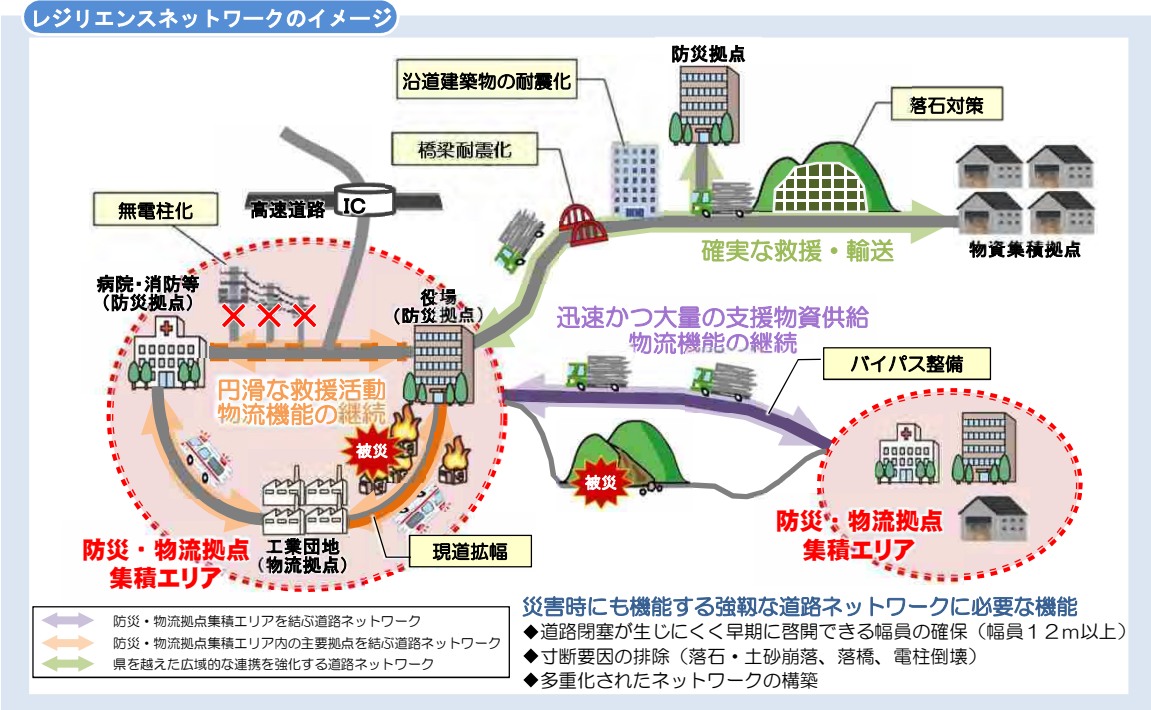 レジリエンスネットワークのイメージ
防災拠点
沿道建築物の耐震化
落石対策
橋梁耐震化
無電柱化
高速道路
IC
確実な救援・輸送
物資集積拠点
病院・消防等
（防災拠点）
役場
（防災拠点）
迅速かつ大量の支援物資供給
物流機能の継続
バイパス整備
円滑な救援活動
物流機能の継続
被災
被災
防災・物流拠点
集積エリア
工業団地
（物流拠点）
現道拡幅
防災・物流拠点
集積エリア
防災・物流拠点集積エリアを結ぶ道路ネットワーク
防災・物流拠点集積エリア内の主要拠点を結ぶ道路ネットワーク
県を越えた広域的な連携を強化する道路ネットワーク
災害時にも機能する強靱な道路ネットワークに必要な機能
◆道路閉塞が生じにくく早期に啓開できる幅員の確保（幅員１２ｍ以上）
◆寸断要因の排除（落石・土砂崩落、落橋、電柱倒壊）
◆多重化されたネットワークの構築